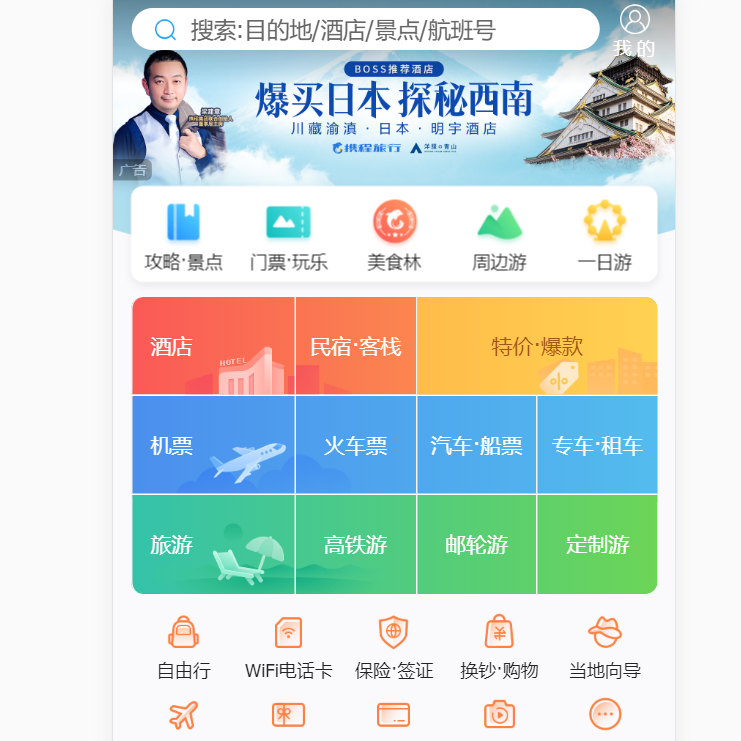 搜索:目的地/酒店/景点/航班号
我的
BOSS推荐酒店
爆买日本 探秘西南
川藏渝滇 · 日本 · 明宇酒店
携程旅行
广告
攻略·景点 门票·玩乐 美食林 周边游 一日游
酒店 民宿·客栈 特价·爆款
HOTEL
机票 火车票 汽车·船票 专车·租车
旅游 高铁游 邮轮游 定制游
自由行 WiFi电话卡 保险·签证 换钞·购物 当地向导